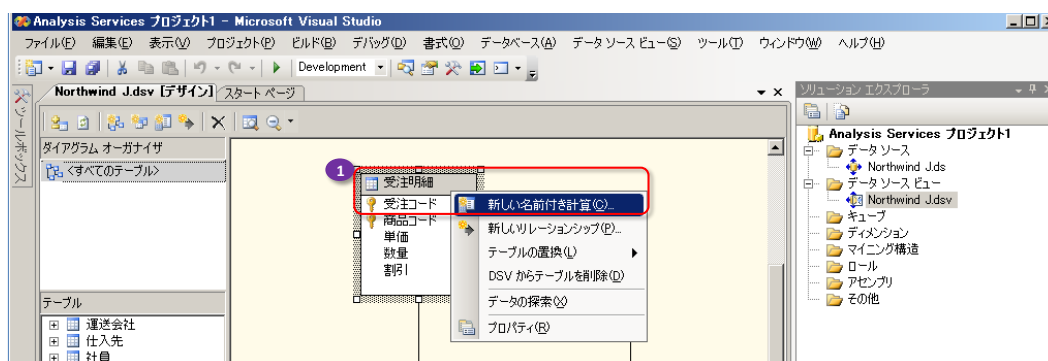 Analysis Services プロジェクト1 - Microsoft Visual Studio
ファイル(F) 編集(E) 表示(V) プロジェクト(P) ビルド(B) デバッグ(D) 書式(O) データベース(A) データ ソース ビュー(S) ツール(T) ウィンドウ(W) ヘルプ(H)
Development
Northwind J.dsv [デザイン] スタート ページ
ツールボックス
ダイアグラム オーガナイザ
<すべてのテーブル>
テーブル
運送会社
仕入先
社員
1
受注明細
受注コード
商品コード
単価
数量
割引
新しい名前付き計算(C)...
新しいリレーションシップ(P)...
テーブルの置換(L)
DSV からテーブルを削除(D)
データの探索(X)
プロパティ(R)
ソリューション エクスプローラ
Analysis Services プロジェクト1
データ ソース
Northwind J.ds
データ ソース ビュー
Northwind J.dsv
キューブ
ディメンション
マイニング構造
ロール
アセンブリ
その他